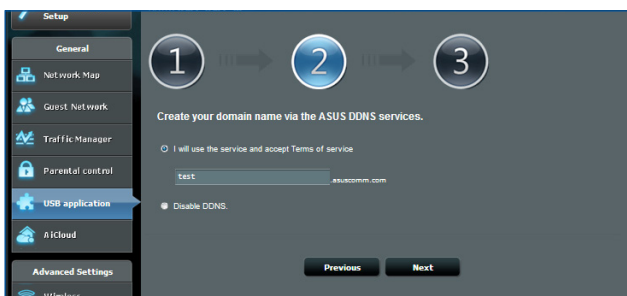 Setup
General
Network Map
Guest Network
Traffic Manager
Parental control
USB application
AiCloud
Advanced Settings
Wireless
1
2
3
Create your domain name via the ASUS DDNS services.
I will use the service and accept Terms of service
test .asuscomm.com
Disable DDNS.
Previous Next